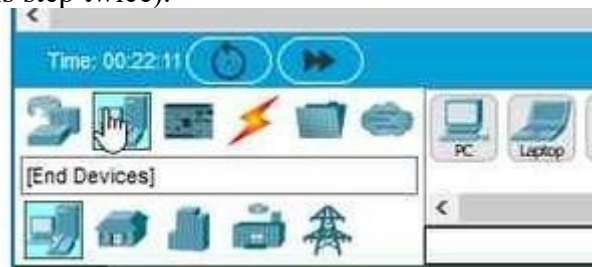 s step twice).
Time: 00:22:11
[End Devices]
PC
Laptop